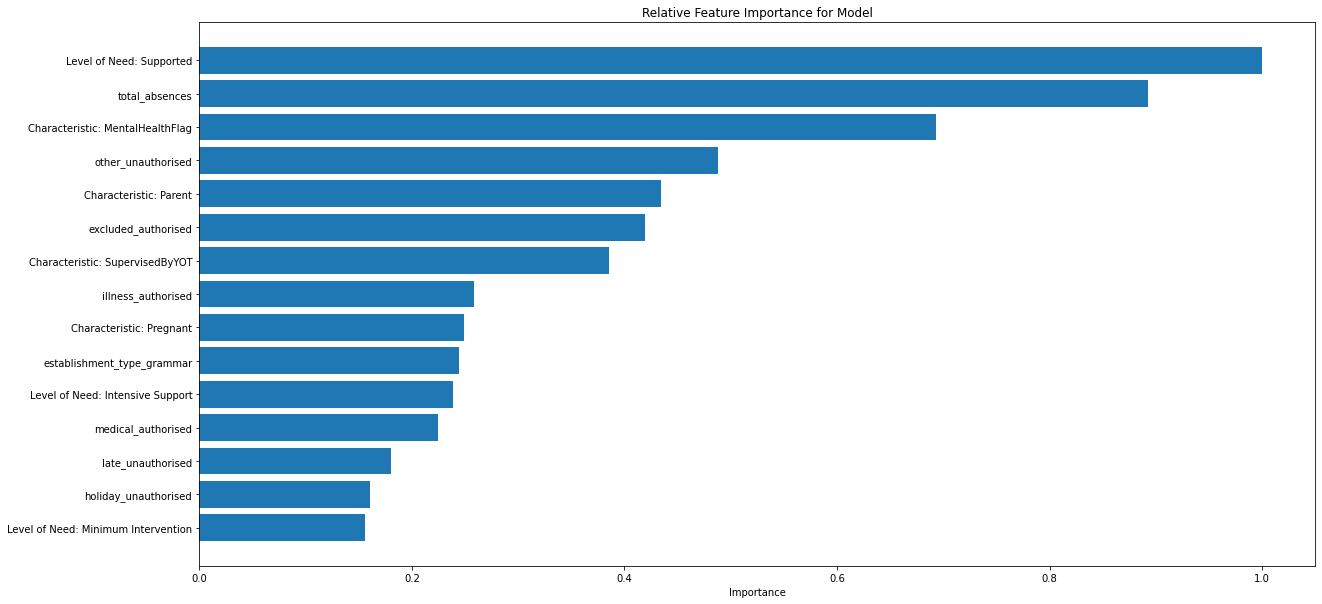 Relative Feature Importance for Model
Level of Need: Supported
total_absences
Characteristic: MentalHealthFlag
other_unauthorised
Characteristic: Parent
excluded_authorised
Characteristic: SupervisedByYOT
illness_authorised
Characteristic: Pregnant
establishment_type_grammar
Level of Need: Intensive Support
medical_authorised
late_unauthorised
holiday_unauthorised
Level of Need: Minimum Intervention
0.0 0.2 0.4 0.6 0.8 1.0
Importance